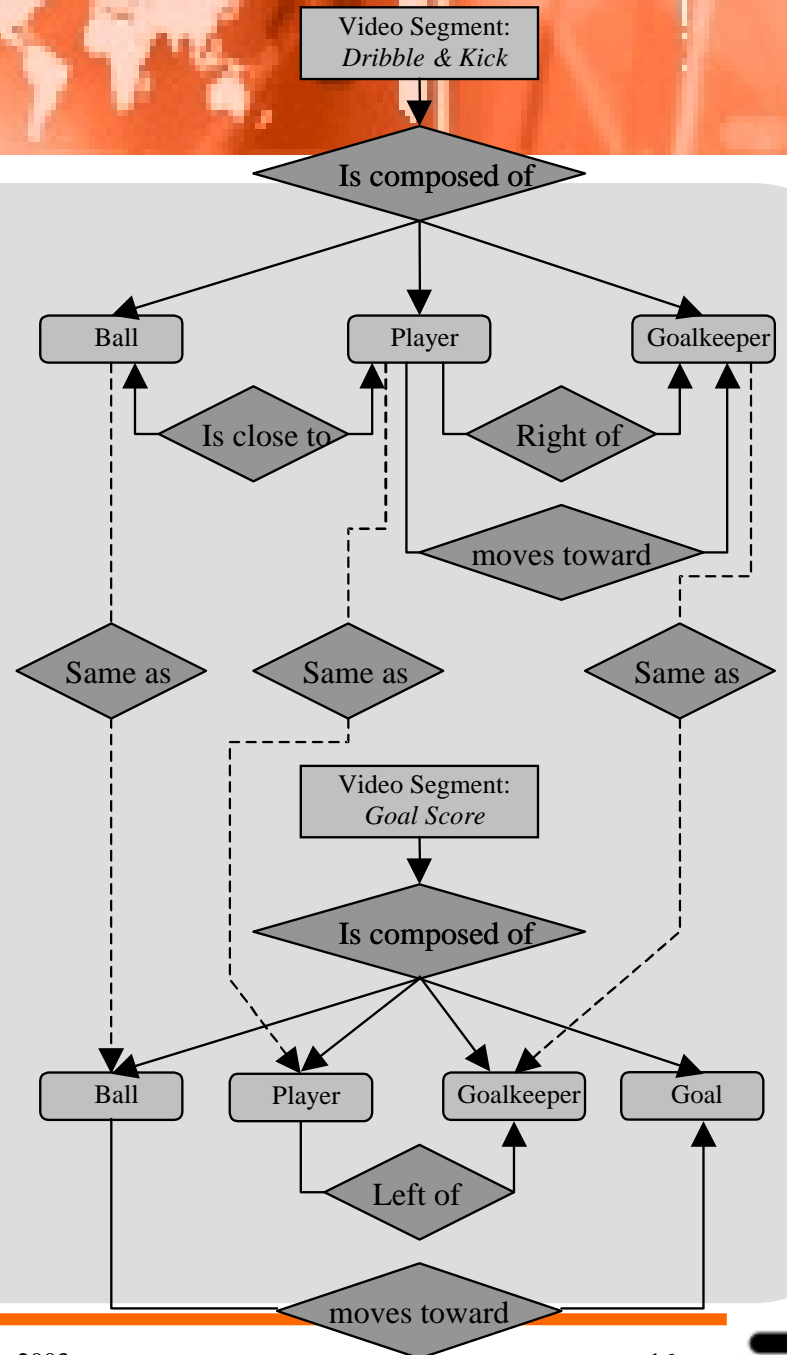 Video Segment:
Dribble & Kick
Is composed of
Ball
Player
Goalkeeper
Is close to
Right of
moves toward
Same as
Same as
Same as
Video Segment:
Goal Score
Is composed of
Ball
Player
Goalkeeper
Goal
Left of
moves toward